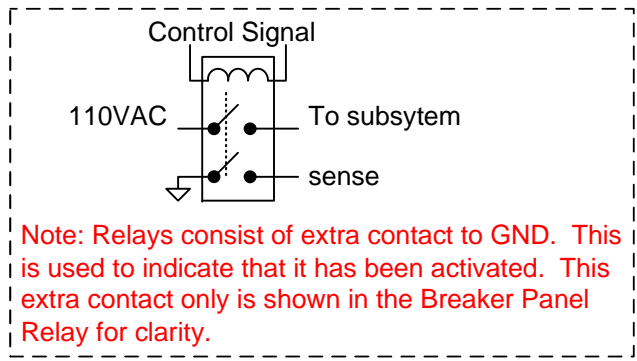 Control Signal
110VAC
To subsytem
sense
Note: Relays consist of extra contact to GND. This
is used to indicate that it has been activated. This
extra contact only is shown in the Breaker Panel
Relay for clarity.